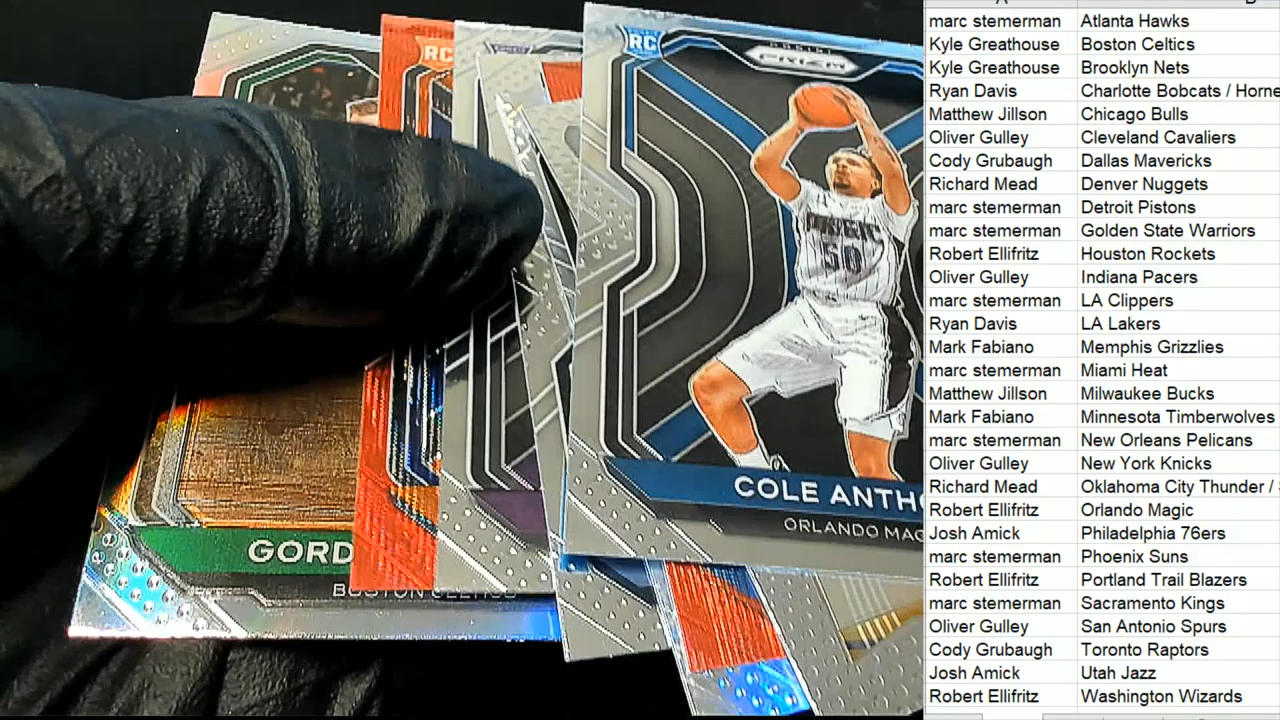 RC
RC
PANINI
PRIZM
MAGIC
50
COLE ANTHO
ORLANDO MAG
GORD
BOSTON CELTICS
marc stemerman Atlanta Hawks
Kyle Greathouse Boston Celtics
Kyle Greathouse Brooklyn Nets
Ryan Davis Charlotte Bobcats / Horne
Matthew Jillson Chicago Bulls
Oliver Gulley Cleveland Cavaliers
Cody Grubaugh Dallas Mavericks
Richard Mead Denver Nuggets
marc stemerman Detroit Pistons
marc stemerman Golden State Warriors
Robert Ellifritz Houston Rockets
Oliver Gulley Indiana Pacers
marc stemerman LA Clippers
Ryan Davis LA Lakers
Mark Fabiano Memphis Grizzlies
marc stemerman Miami Heat
Matthew Jillson Milwaukee Bucks
Mark Fabiano Minnesota Timberwolves
marc stemerman New Orleans Pelicans
Oliver Gulley New York Knicks
Richard Mead Oklahoma City Thunder /
Robert Ellifritz Orlando Magic
Josh Amick Philadelphia 76ers
marc stemerman Phoenix Suns
Robert Ellifritz Portland Trail Blazers
marc stemerman Sacramento Kings
Oliver Gulley San Antonio Spurs
Cody Grubaugh Toronto Raptors
Josh Amick Utah Jazz
Robert Ellifritz Washington Wizards